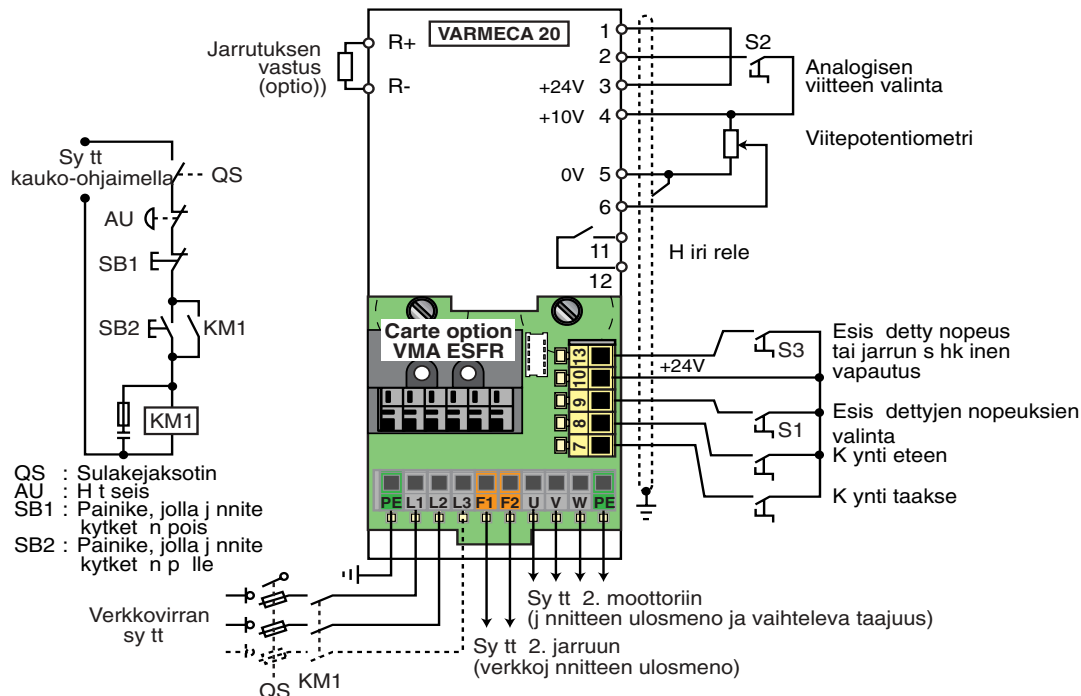 Jarrutuksen
vastus
(optio))
R+
R-
VARMECA 20
1
2
+24V 3
+10V 4
0V 5
6
11
12
S2
Analogisen
viitteen valinta
Viitepotentiometri
H iri rele
Sy tt
kauko-ohjaimella
QS
AU
SB1
SB2
KM1
KM1
Carte option
VMA ESFR
13
10
9
8
7
+24V
S3
Esis detty nopeus
tai jarrun s hk inen
vapautus
S1
Esis dettyjen nopeuksien
valinta
K ynti eteen
K ynti taakse
QS : Sulakejaksotin
AU : H t seis
SB1 : Painike, jolla j nnite
kytket n pois
SB2 : Painike, jolla j nnite
kytket n p lle
PE L1 L2 L3 F1 F2 U V W PE
Verkkovirran
sy tt
QS
KM1
Sy tt 2. moottoriin
(j nnitteen ulosmeno ja vaihteleva taajuus)
Sy tt 2. jarruun
(verkkoj nnitteen ulosmeno)